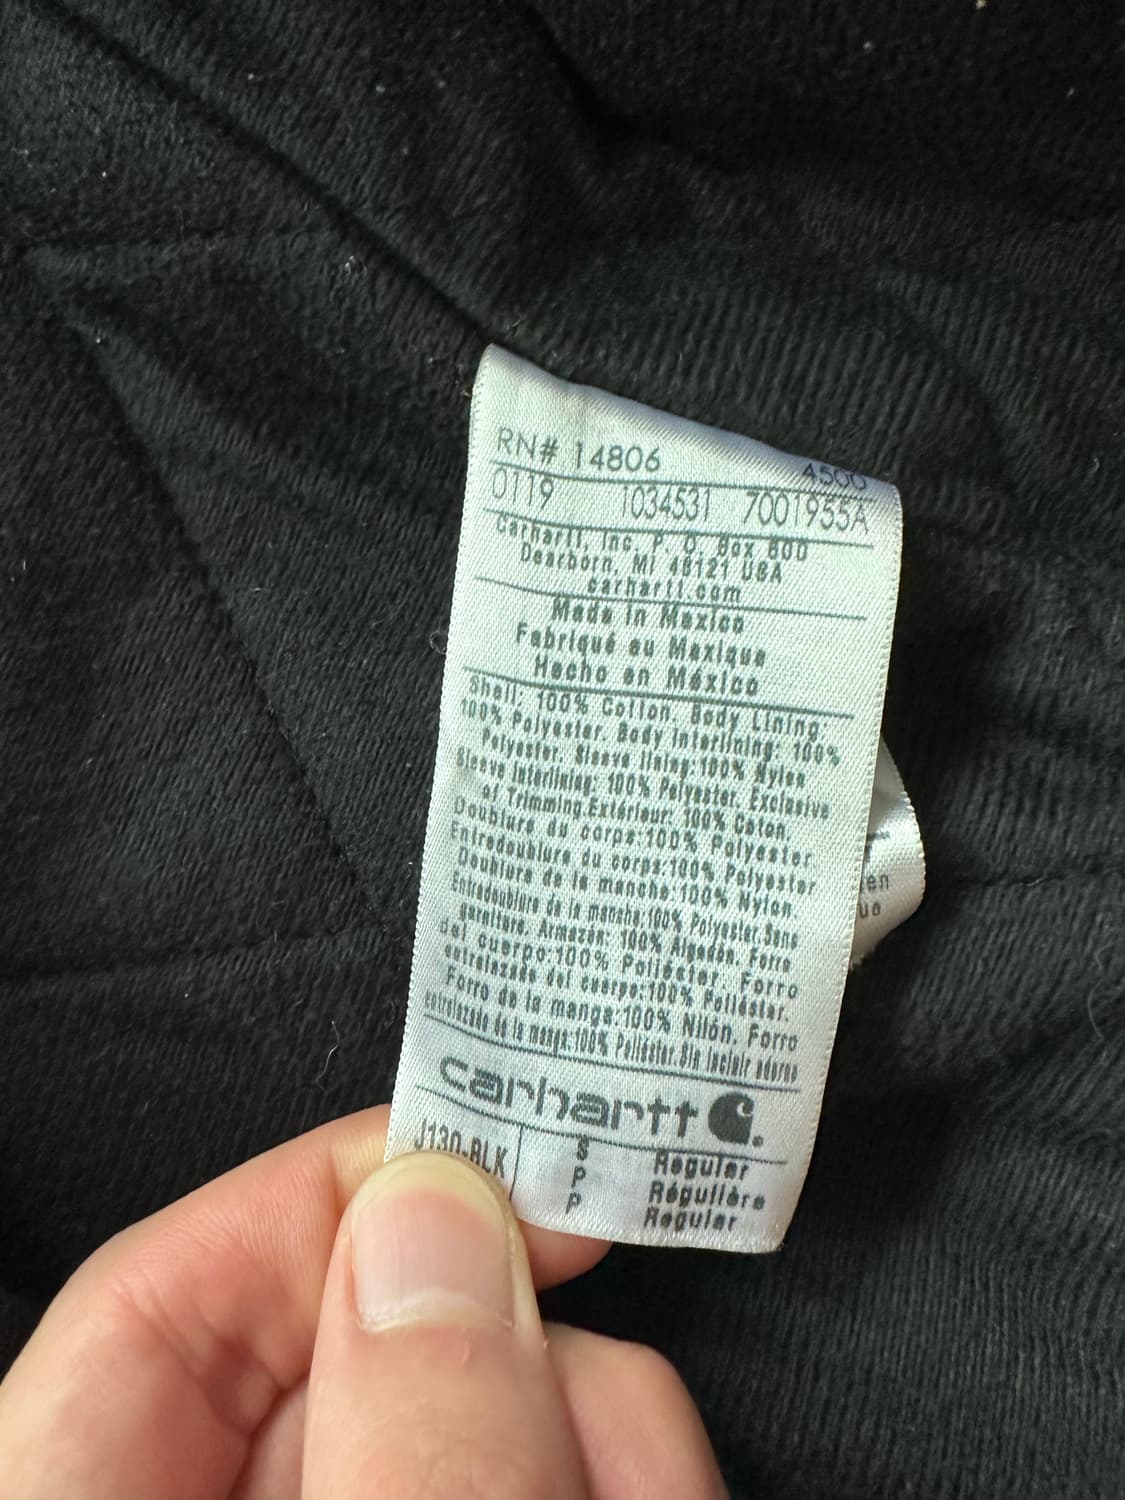 RN# 14806 4500
0119 1034531 7001955A
Carhartt, Inc. P. O. Box 600
Dearborn, MI 48121 USA
carhartt.com
Made in Mexico
Fabriqué au Mexique
Hecho en México
Shell: 100% Cotton. Body Lining:
100% Polyester. Body Interlining: 100%
Polyester. Sleeve lining:100% Nylon
Sleeve Interlining: 100% Polyester. Exclusive
of Trimming.Extérieur: 100% Coton.
Doublure du corps:100% Polyester
Entredoublure du corps:100% Polyester
Doublure de la manche:100% Nylon.
Entredoublure de la manche:100% Polyester.Sans
garniture. Armazón: 100% Algodón. Forro
del cuerpo:100% Poliéster. Forro
entrelazado del cuerpo:100% Poliéster.
Forro de la manga:100% Nilón. Forro
entrelazado de la manga:100% Poliéster.Sin incluir adorno
carhartt
J130-BLK S Regular
P Régulière
P Regular
en
ua